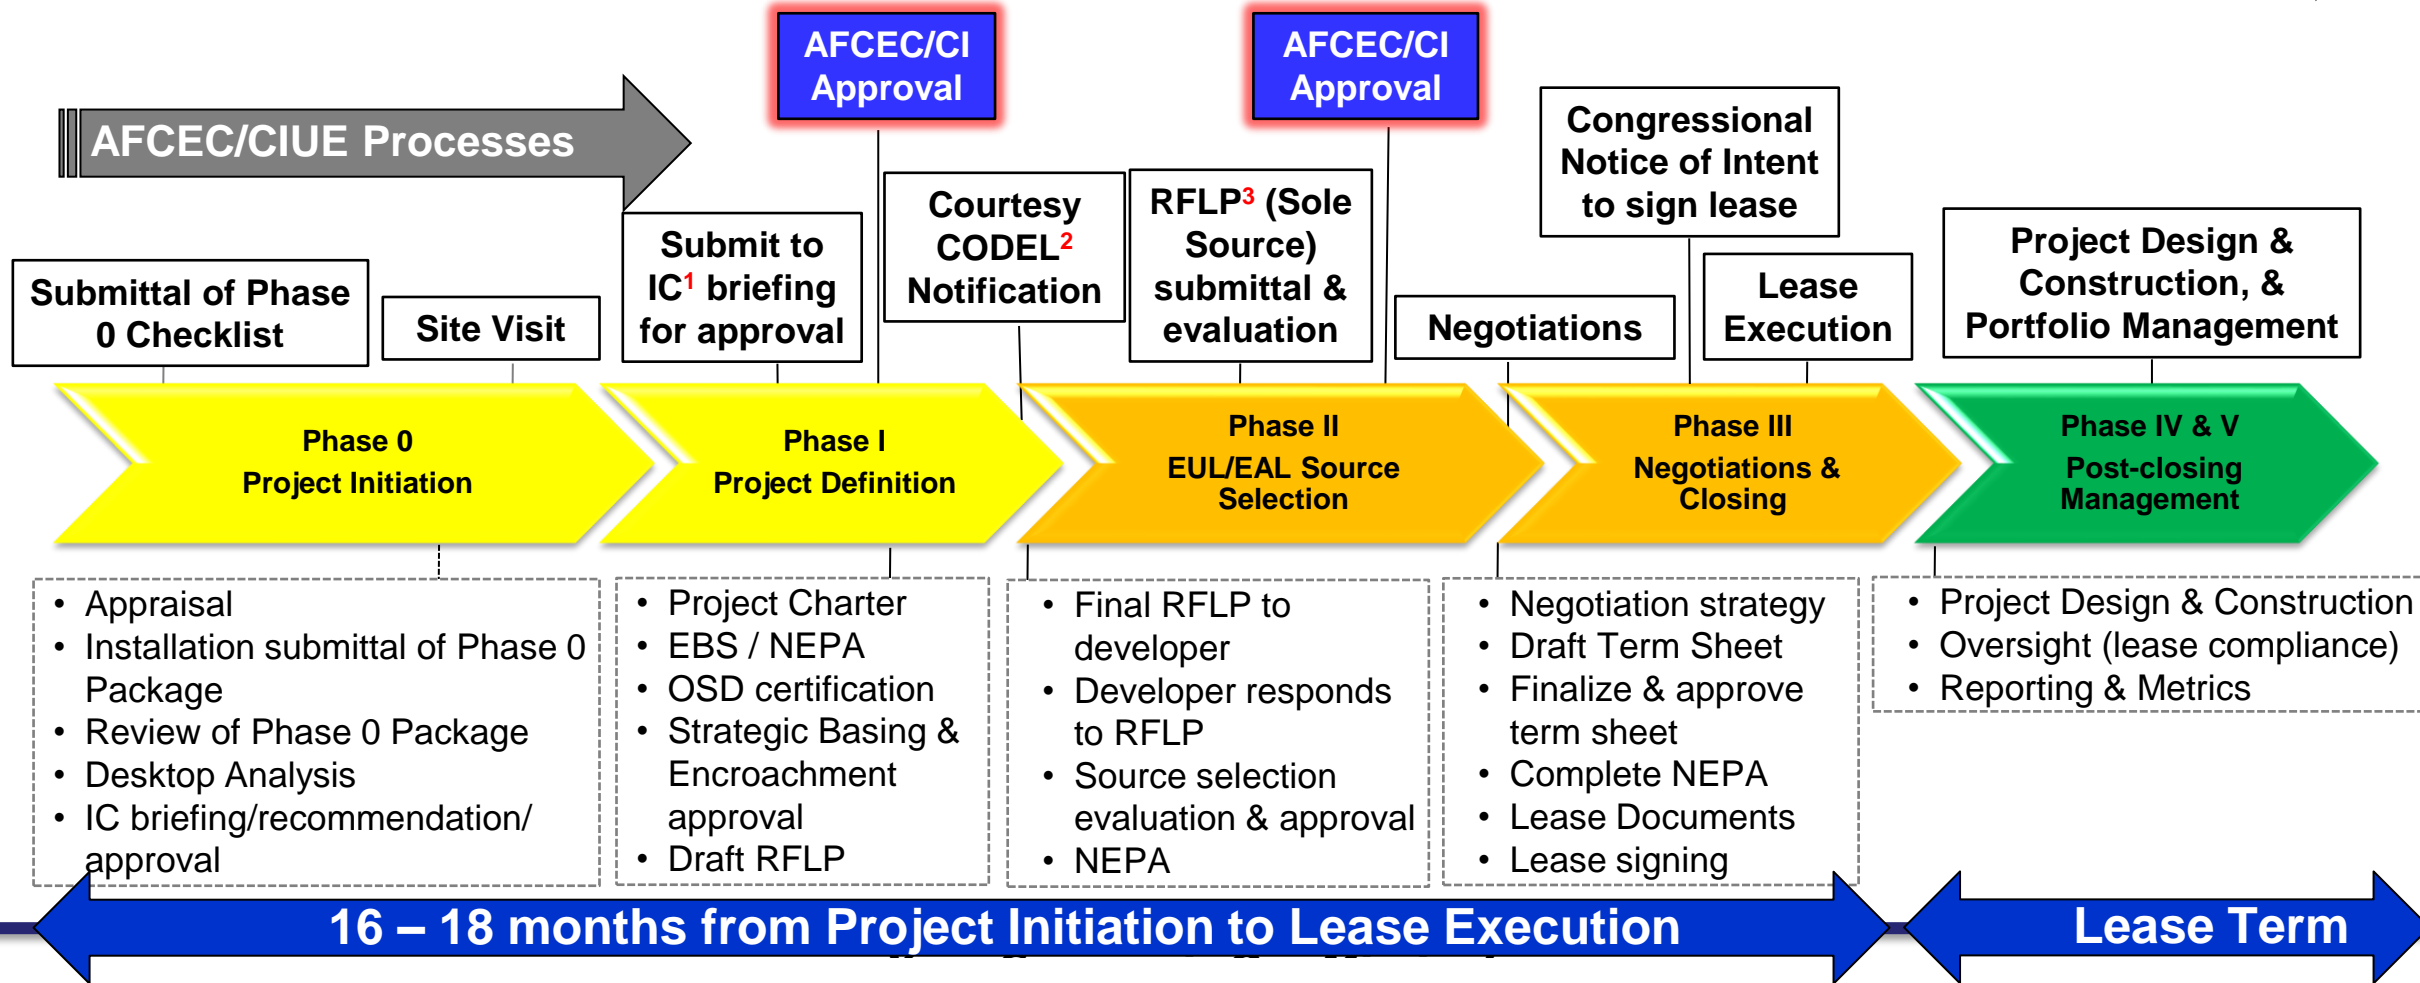 AFCEC/CI
Approval
AFCEC/CI
Approval
AFCEC/CIUE Processes
Congressional
Notice of Intent
to sign lease
Submittal of Phase
0 Checklist
Site Visit
Submit to
IC1 briefing
for approval
Courtesy
CODEL2
Notification
RFLP3 (Sole
Source)
submittal &
evaluation
Negotiations
Lease
Execution
Project Design &
Construction, &
Portfolio Management
Phase 0
Project Initiation
Phase I
Project Definition
Phase II
EUL/EAL Source
Selection
Phase III
Negotiations &
Closing
Phase IV & V
Post-closing
Management
• Appraisal
• Installation submittal of Phase 0
Package
• Review of Phase 0 Package
• Desktop Analysis
• IC briefing/recommendation/
approval
• Project Charter
• EBS / NEPA
• OSD certification
• Strategic Basing &
Encroachment
approval
• Draft RFLP
• Final RFLP to
developer
• Developer responds
to RFLP
• Source selection
evaluation & approval
• NEPA
• Negotiation strategy
• Draft Term Sheet
• Finalize & approve
term sheet
• Complete NEPA
• Lease Documents
• Lease signing
• Project Design & Construction
• Oversight (lease compliance)
• Reporting & Metrics
16 – 18 months from Project Initiation to Lease Execution
Lease Term